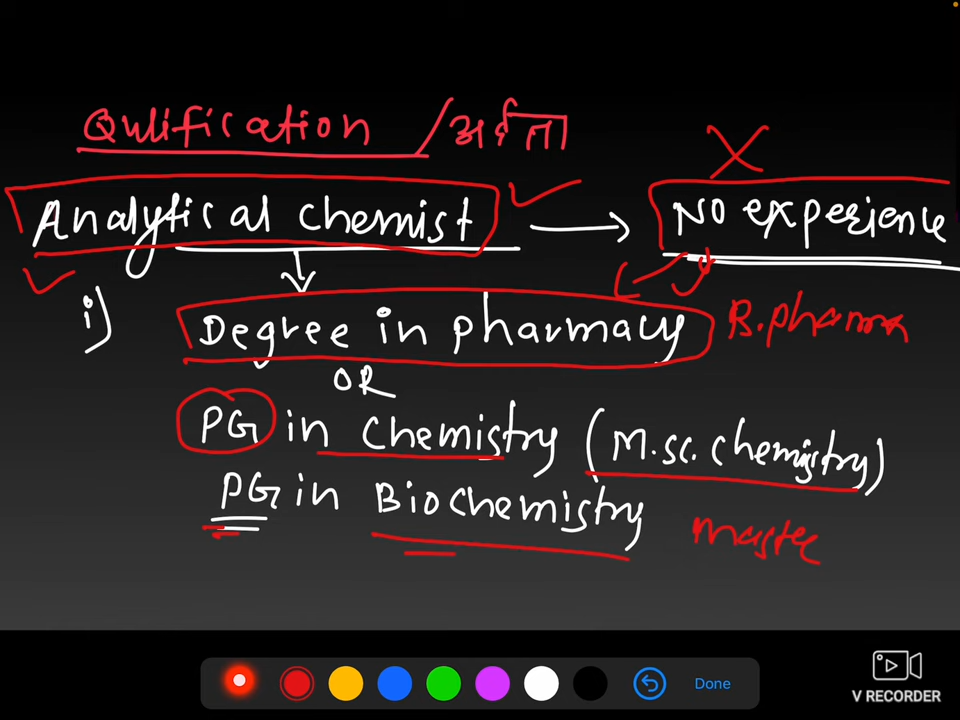 Qulification / अर्हता
Analytical chemist → No experience
i) Degree in pharmacy B.pharma
OR
PG in chemistry (M.sc. chemistry)
PG in Biochemistry
Done
V RECORDER